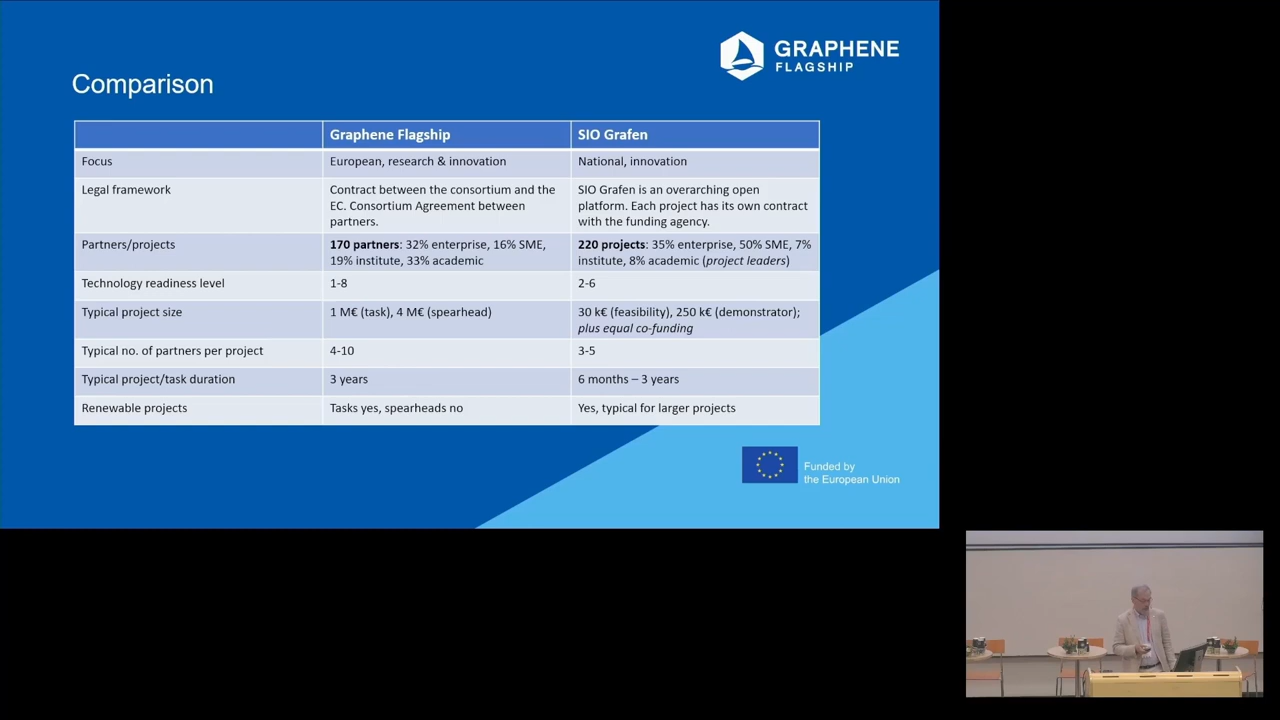 GRAPHENE
FLAGSHIP
Comparison
Graphene Flagship
SIO Grafen
Focus
European, research & innovation
National, innovation
Legal framework
Contract between the consortium and the
EC. Consortium Agreement between
partners.
SIO Grafen is an overarching open
platform. Each project has its own contract
with the funding agency.
Partners/projects
170 partners: 32% enterprise, 16% SME,
19% institute, 33% academic
220 projects: 35% enterprise, 50% SME, 7%
institute, 8% academic (project leaders)
Technology readiness level
1-8
2-6
Typical project size
1 M€ (task), 4 M€ (spearhead)
30 k€ (feasibility), 250 k€ (demonstrator);
plus equal co-funding
Typical no. of partners per project
4-10
3-5
Typical project/task duration
3 years
6 months – 3 years
Renewable projects
Tasks yes, spearheads no
Yes, typical for larger projects
Funded by
the European Union